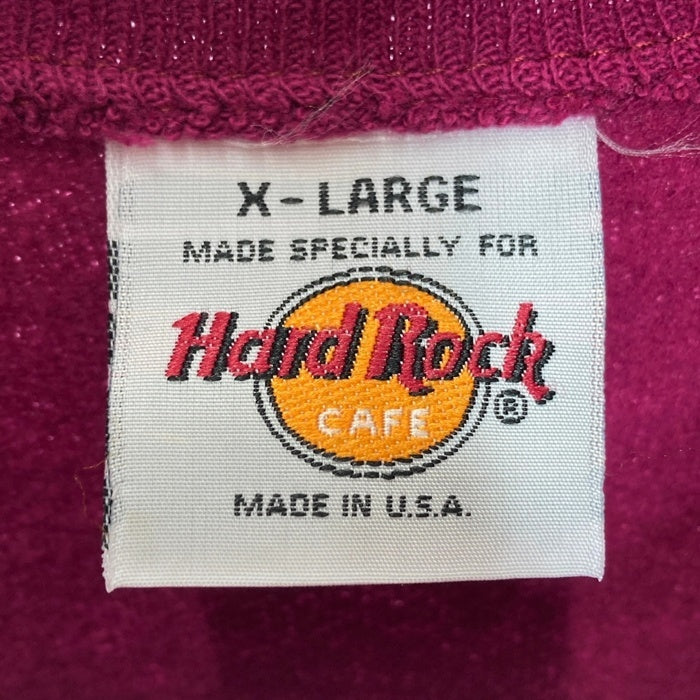 X-LARGE
MADE SPECIALLY FOR
Hard Rock
CAFE
®
MADE IN U.S.A.